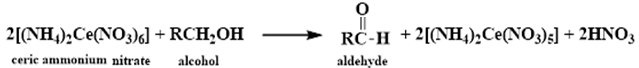 O
2[(NH₄)₂Ce(NO₃)₆] + RCH₂OH ⟶ RC-H + 2[(NH₄)₂Ce(NO₃)₅] + 2HNO₃
ceric ammonium nitrate alcohol aldehyde